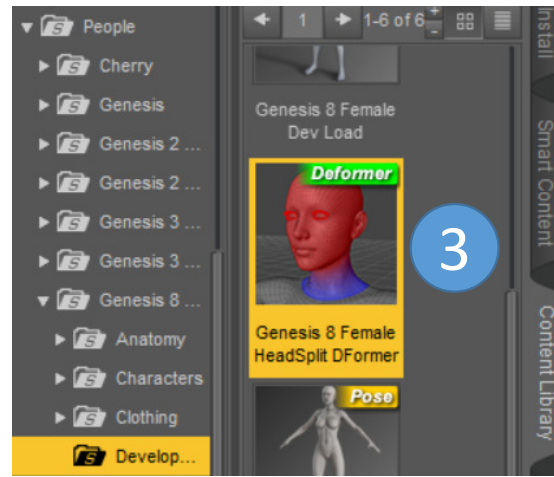 People
Cherry
Genesis
Genesis 2 ...
Genesis 2 ...
Genesis 3 ...
Genesis 3 ...
Genesis 8 ...
Anatomy
Characters
Clothing
Develop...
1
1-6 of 6
Genesis 8 Female
Dev Load
Deformer
Genesis 8 Female
HeadSplit DFormer
Pose
3
Install
Smart Content
Content Library